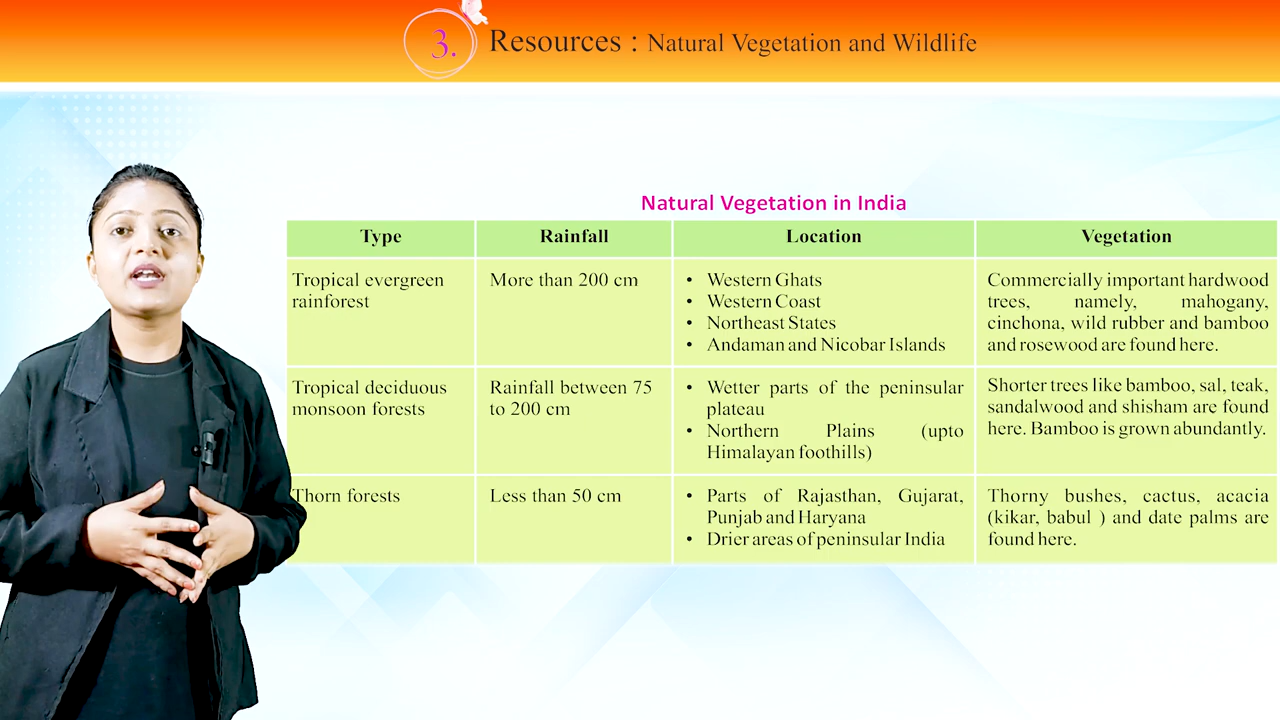 3. Resources : Natural Vegetation and Wildlife
Natural Vegetation in India
Type Rainfall Location Vegetation
Tropical evergreen
rainforest
More than 200 cm
• Western Ghats
• Western Coast
• Northeast States
• Andaman and Nicobar Islands
Commercially important hardwood
trees, namely, mahogany,
cinchona, wild rubber and bamboo
and rosewood are found here.
Tropical deciduous
monsoon forests
Rainfall between 75
to 200 cm
• Wetter parts of the peninsular
plateau
• Northern Plains (upto
Himalayan foothills)
Shorter trees like bamboo, sal, teak,
sandalwood and shisham are found
here. Bamboo is grown abundantly.
Thorn forests
Less than 50 cm
• Parts of Rajasthan, Gujarat,
Punjab and Haryana
• Drier areas of peninsular India
Thorny bushes, cactus, acacia
(kikar, babul ) and date palms are
found here.